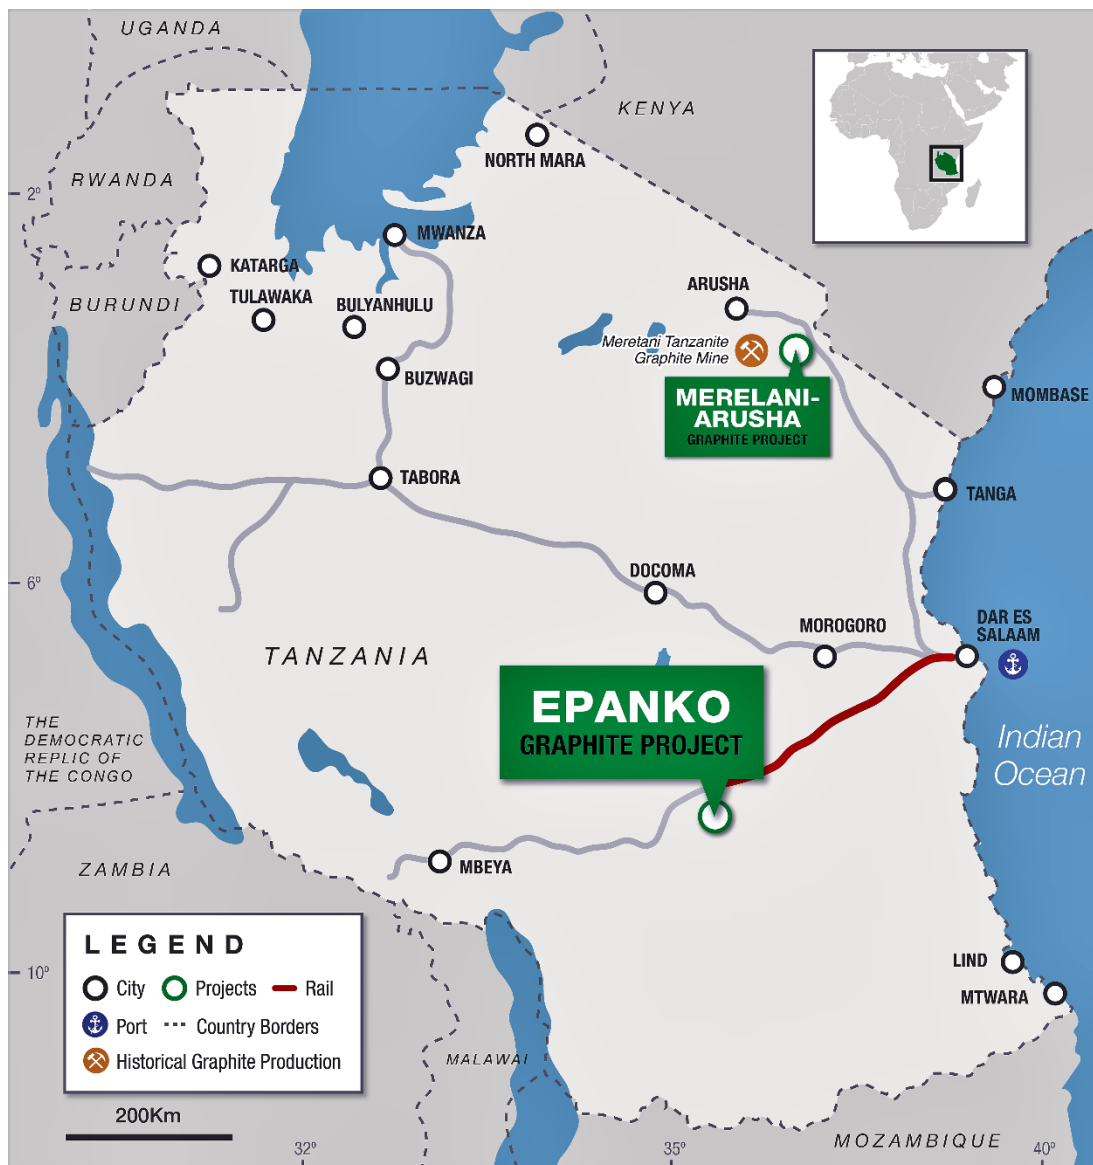 UGANDA
KENYA
NORTH MARA
2°
RWANDA
MWANZA
KATARGA
BURUNDI
TULAWAKA
BULYANHULU
ARUSHA
Meretani Tanzanite
Graphite Mine
BUZWAGI
MERELANI-
ARUSHA
GRAPHITE PROJECT
MOMBASE
TABORA
TANGA
6°
DOCOMA
MOROGORO
DAR ES
SALAAM
TANZANIA
EPANKO
GRAPHITE PROJECT
THE
DEMOCRATIC
REPLIC OF
THE CONGO
Indian
Ocean
ZAMBIA
MBEYA
LEGEND
City
Projects
Rail
Port
Country Borders
Historical Graphite Production
10°
LIND
MTWARA
MALAWAI
200Km
MOZAMBIQUE
32°
35°
40°